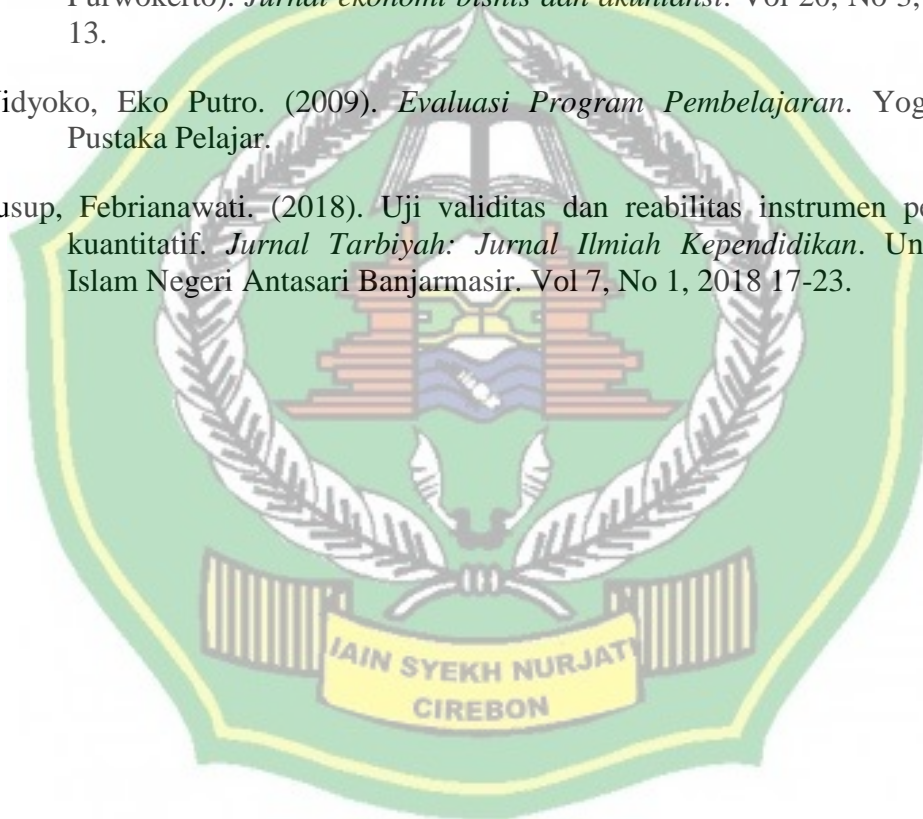 Purwokerto). Jurnal ekonomi bisnis dan akuntansi. Vol 20, No 3,
13.
idyoko, Eko Putro. (2009). Evaluasi Program Pembelajaran. Yog
Pustaka Pelajar.
usup, Febrianawati. (2018). Uji validitas dan reabilitas instrumen pe
kuantitatif. Jurnal Tarbiyah: Jurnal Ilmiah Kependidikan. Un
Islam Negeri Antasari Banjarmasir. Vol 7, No 1, 2018 17-23.
IAIN SYEKH NURJATI
CIREBON